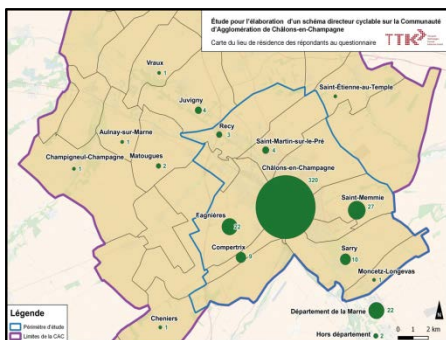 Étude pour l'élaboration d'un schéma directeur cyclable sur la Communauté
d'Agglomération de Châlons-en-Champagne
Carte du lieu de résidence des répondants au questionnaire
TTK
Vraux
1
Saint-Étienne-au-Temple
Juvigny
4
Recy
3
Aulnay-sur-Marne
1
Saint-Martin-sur-le-Pré
4
Matougues
2
Champigneul-Champagne
1
Châlons-en-Champagne
320
Saint-Memmie
27
Fagnières
22
Compertrix
9
Sarry
10
Moncetz-Longevas
1
Légende
Périmètre d'étude
Limites de la CAC
Cheniers
1
Département de la Marne
22
Hors département
2
0 1 2 km